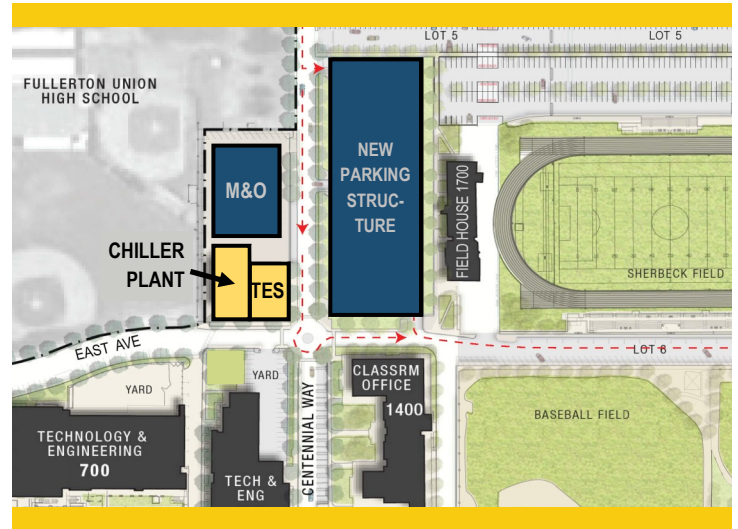 LOT 5
LOT 5
FULLERTON UNION
HIGH SCHOOL
NEW
PARKING
STRUC-
TURE
M&O
FIELD HOUSE 1700
CHILLER
PLANT
TES
SHERBECK FIELD
EAST AVE
LOT 6
YARD
YARD
CENTENNIAL WAY
CLASSRM
OFFICE
1400
BASEBALL FIELD
TECHNOLOGY &
ENGINEERING
700
TECH &
ENG